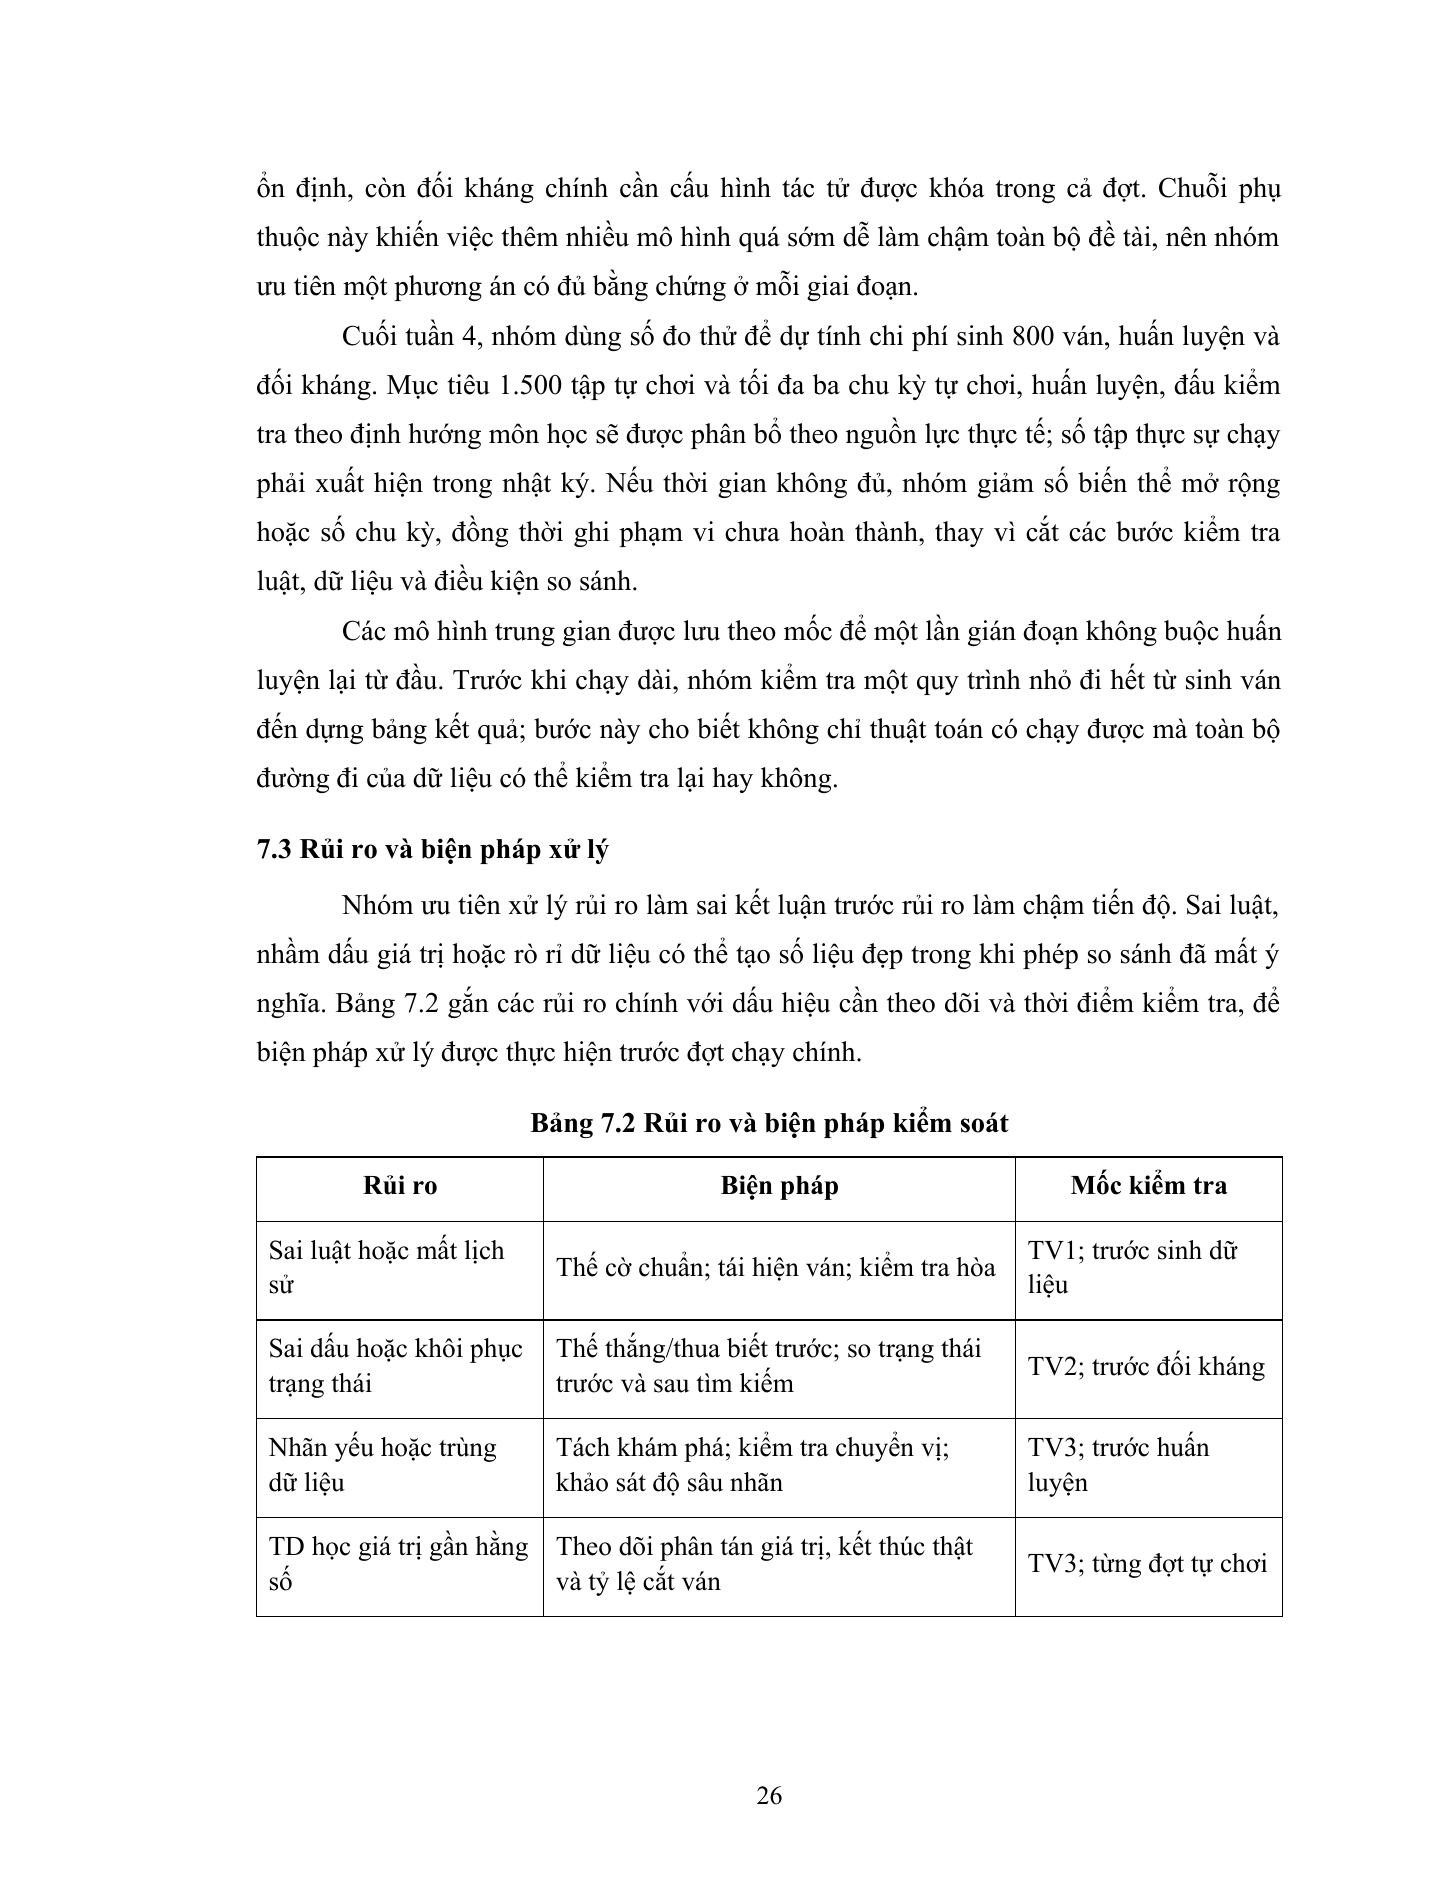 ổn định, còn đối kháng chính cần cấu hình tác tử được khóa trong cả đợt. Chuỗi phụ
thuộc này khiến việc thêm nhiều mô hình quá sớm dễ làm chậm toàn bộ đề tài, nên nhóm
ưu tiên một phương án có đủ bằng chứng ở mỗi giai đoạn.
Cuối tuần 4, nhóm dùng số đo thử để dự tính chi phí sinh 800 ván, huấn luyện và
đối kháng. Mục tiêu 1.500 tập tự chơi và tối đa ba chu kỳ tự chơi, huấn luyện, đấu kiểm
tra theo định hướng môn học sẽ được phân bổ theo nguồn lực thực tế; số tập thực sự chạy
phải xuất hiện trong nhật ký. Nếu thời gian không đủ, nhóm giảm số biến thể mở rộng
hoặc số chu kỳ, đồng thời ghi phạm vi chưa hoàn thành, thay vì cắt các bước kiểm tra
luật, dữ liệu và điều kiện so sánh.
Các mô hình trung gian được lưu theo mốc để một lần gián đoạn không buộc huấn
luyện lại từ đầu. Trước khi chạy dài, nhóm kiểm tra một quy trình nhỏ đi hết từ sinh ván
đến dựng bảng kết quả; bước này cho biết không chỉ thuật toán có chạy được mà toàn bộ
đường đi của dữ liệu có thể kiểm tra lại hay không.
7.3 Rủi ro và biện pháp xử lý
Nhóm ưu tiên xử lý rủi ro làm sai kết luận trước rủi ro làm chậm tiến độ. Sai luật,
nhầm dấu giá trị hoặc rò rỉ dữ liệu có thể tạo số liệu đẹp trong khi phép so sánh đã mất ý
nghĩa. Bảng 7.2 gắn các rủi ro chính với dấu hiệu cần theo dõi và thời điểm kiểm tra, để
biện pháp xử lý được thực hiện trước đợt chạy chính.
Bảng 7.2 Rủi ro và biện pháp kiểm soát
Rủi ro
Biện pháp
Mốc kiểm tra
Sai luật hoặc mất lịch
sử
Thế cờ chuẩn; tái hiện ván; kiểm tra hòa
TV1; trước sinh dữ
liệu
Sai dấu hoặc khôi phục
trạng thái
Thế thắng/thua biết trước; so trạng thái
trước và sau tìm kiếm
TV2; trước đối kháng
Nhãn yếu hoặc trùng
dữ liệu
Tách khám phá; kiểm tra chuyển vị;
khảo sát độ sâu nhãn
TV3; trước huấn
luyện
TD học giá trị gần hằng
số
Theo dõi phân tán giá trị, kết thúc thật
và tỷ lệ cắt ván
TV3; từng đợt tự chơi
26